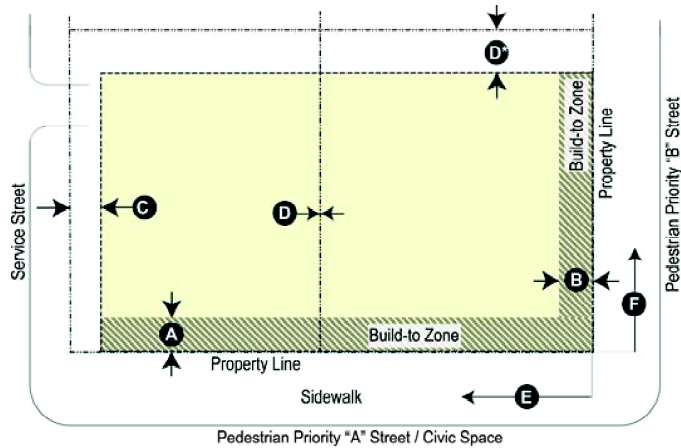 D*
Build-to Zone
Property Line
Pedestrian Priority "B" Street
Service Street
C
D
B
F
A
Build-to Zone
Property Line
Sidewalk
E
Pedestrian Priority "A" Street / Civic Space